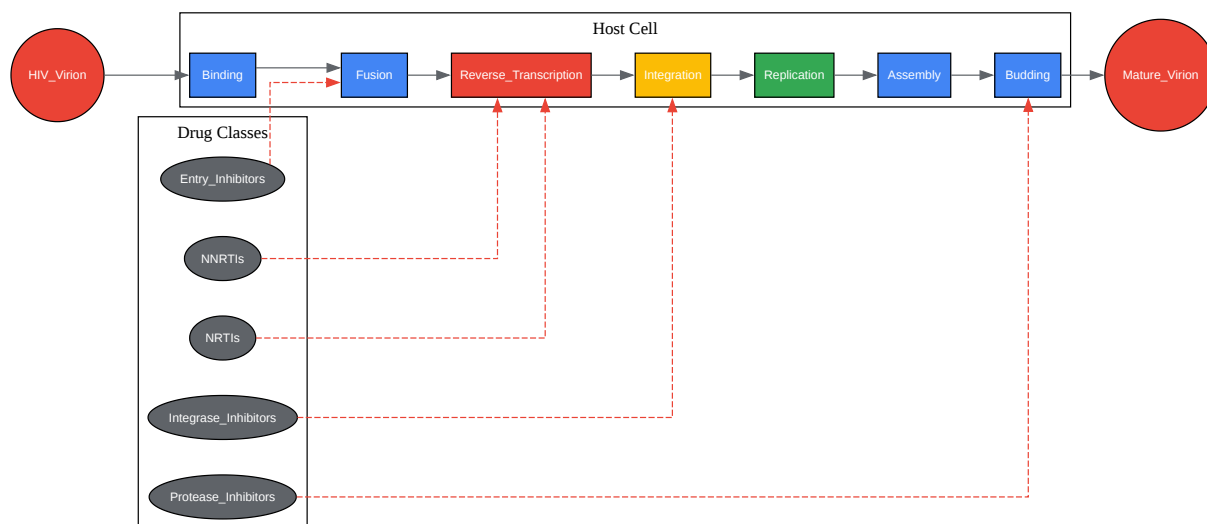 Host Cell
HIV_Virion
Binding
Fusion
Reverse_Transcription
Integration
Replication
Assembly
Budding
Mature_Virion
Drug Classes
Entry_Inhibitors
NNRTIs
NRTIs
Integrase_Inhibitors
Protease_Inhibitors